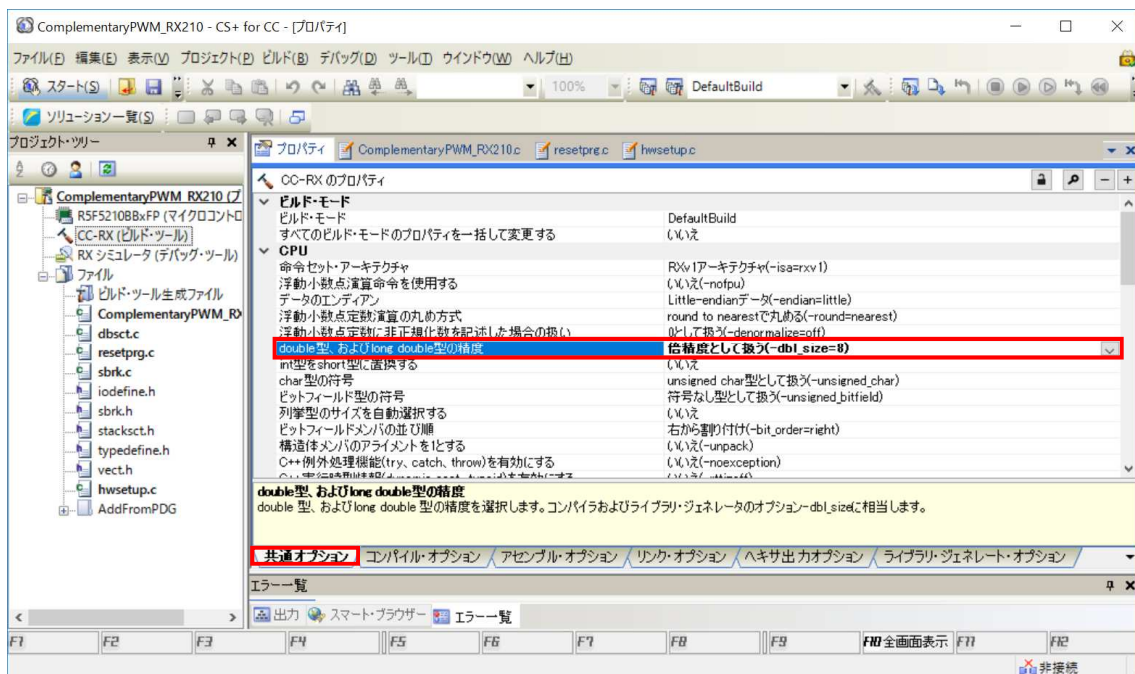 ComplementaryPWM_RX210 - CS+ for CC - [プロパティ]
ファイル(F) 編集(E) 表示(V) プロジェクト(P) ビルド(B) デバッグ(D) ツール(T) ウインドウ(W) ヘルプ(H)
スタート(S) 100% DefaultBuild
ソリューション一覧(S)
プロジェクト・ツリー
プロパティ ComplementaryPWM_RX210.c resetprg.c hwsetup.c
ComplementaryPWM_RX210 (プ
R5F5210BBxFP (マイクロコントロ
CC-RX (ビルド・ツール)
RX シミュレータ (デバッグ・ツール)
ファイル
ビルド・ツール生成ファイル
ComplementaryPWM_RX
dbsct.c
resetprg.c
sbrk.c
iodefine.h
sbrk.h
stacksct.h
typedefine.h
vect.h
hwsetup.c
AddFromPDG
CC-RX のプロパティ
ビルド・モード
ビルド・モード DefaultBuild
すべてのビルド・モードのプロパティを一括して変更する いいえ
CPU
命令セット・アーキテクチャ RXv1アーキテクチャ(-isa=rxv1)
浮動小数点演算命令を使用する いいえ(-nofpu)
データのエンディアン Little-endianデータ(-endian=little)
浮動小数点定数演算の丸め方式 round to nearestで丸める(-round=nearest)
浮動小数点定数に非正規化数を記述した場合の扱い 0として扱う(-denormalize=off)
double型、およびlong double型の精度 倍精度として扱う(-dbl_size=8)
int型をshort型に置換する いいえ
char型の符号 unsigned char型として扱う(-unsigned_char)
ビットフィールド型の符号 符号なし型として扱う(-unsigned_bitfield)
列挙型のサイズを自動選択する いいえ
ビットフィールドメンバの並び順 右から割り付け(-bit_order=right)
構造体メンバのアライメントを1とする いいえ(-unpack)
C++例外処理機能(try、catch、throw)を有効にする いいえ(-noexception)
double型、およびlong double型の精度
double 型、およびlong double 型の精度を選択します。コンパイラおよびライブラリ・ジェネレータのオプション-dbl_sizeに相当します。
共通オプション コンパイル・オプション アセンブル・オプション リンク・オプション ヘキサ出力オプション ライブラリ・ジェネレート・オプション
エラー一覧
出力 スマート・ブラウザー エラー一覧
F1 F2 F3 F4 F5 F6 F7 F8 F9 F10 全画面表示 F11 F12
非接続